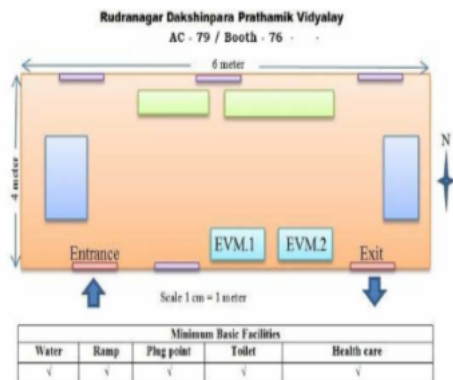 Rudranagar Dakshinpara Prathamik Vidyalay
AC - 79 / Booth - 76
6 meter
4 meter
N
EVM.1 EVM.2
Entrance Exit
Scale 1 cm = 1 meter
Minimum Basic Facilities
Water Ramp Plug point Toilet Health care
√ √ √ √ √